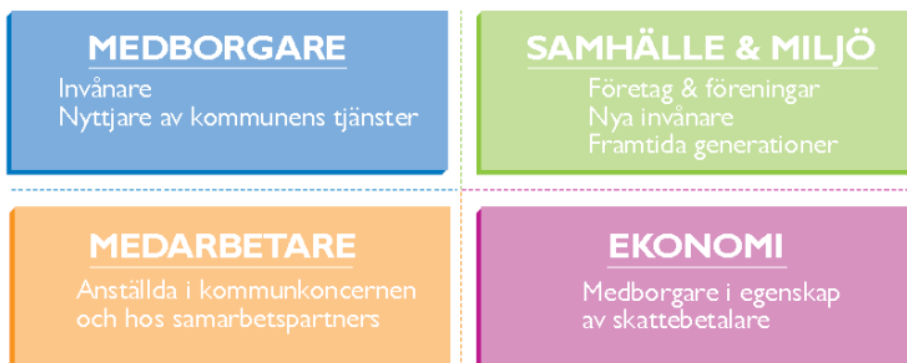 MEDBORGARE
Invånare
Nyttjare av kommunens tjänster
SAMHÄLLE & MILJÖ
Företag & föreningar
Nya invånare
Framtida generationer
MEDARBETARE
Anställda i kommunkoncernen
och hos samarbetspartners
EKONOMI
Medborgare i egenskap
av skattebetalare